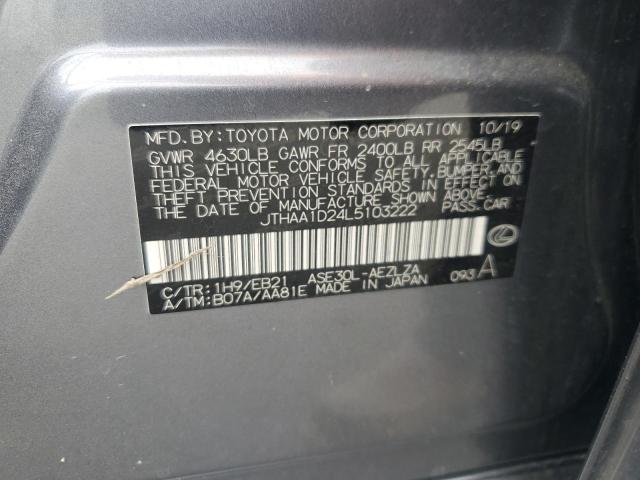 MFD. BY: TOYOTA MOTOR CORPORATION 10/19
GVWR 4630LB GAWR FR 2400LB RR 2545LB
THIS VEHICLE CONFORMS TO ALL APPLICABLE
FEDERAL MOTOR VEHICLE SAFETY, BUMPER, AND
THEFT PREVENTION STANDARDS IN EFFECT ON
THE DATE OF MANUFACTURE SHOWN ABOVE.
JTHAA1D24L5103222 PASS. CAR
C/TR: 1H9/EB21 ASE30L-AEZLZA 093 A
A/TM: B07A/AA81E MADE IN JAPAN